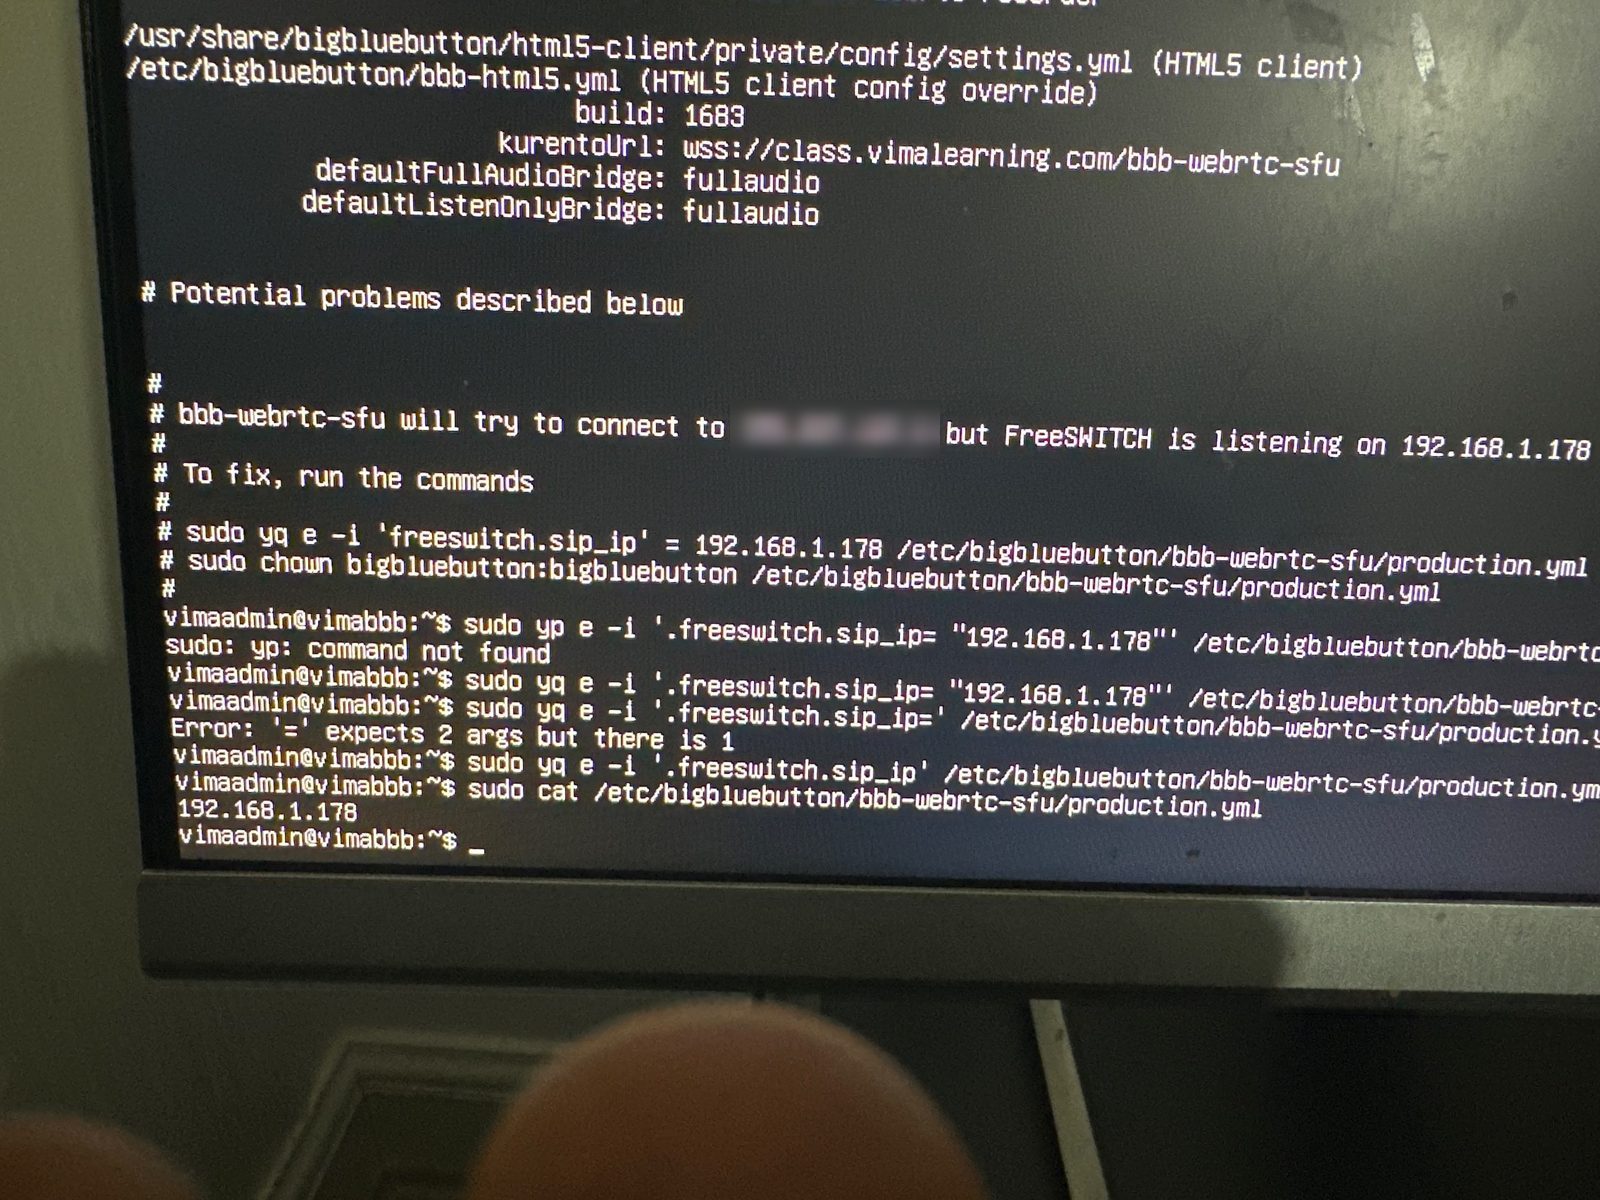 /usr/share/bigbluebutton/html5-client/private/config/settings.yml (HTML5 client)
/etc/bigbluebutton/bbb-html5.yml (HTML5 client config override)
build: 1683
kurentoUrl: wss://class.vimalearning.com/bbb-webrtc-sfu
defaultFullAudioBridge: fullaudio
defaultListenOnlyBridge: fullaudio
# Potential problems described below
#
# bbb-webrtc-sfu will try to connect to but FreeSWITCH is listening on 192.168.1.178
#
# To fix, run the commands
#
# sudo yq e -i 'freeswitch.sip_ip' = 192.168.1.178 /etc/bigbluebutton/bbb-webrtc-sfu/production.yml
# sudo chown bigbluebutton:bigbluebutton /etc/bigbluebutton/bbb-webrtc-sfu/production.yml
#
vimaadmin@vimabbb:~$ sudo yp e -i '.freeswitch.sip_ip= "192.168.1.178"' /etc/bigbluebutton/bbb-webrtc
sudo: yp: command not found
vimaadmin@vimabbb:~$ sudo yq e -i '.freeswitch.sip_ip= "192.168.1.178"' /etc/bigbluebutton/bbb-webrtc-
vimaadmin@vimabbb:~$ sudo yq e -i '.freeswitch.sip_ip=' /etc/bigbluebutton/bbb-webrtc-sfu/production.y
Error: '=' expects 2 args but there is 1
vimaadmin@vimabbb:~$ sudo yq e -i '.freeswitch.sip_ip' /etc/bigbluebutton/bbb-webrtc-sfu/production.ym
vimaadmin@vimabbb:~$ sudo cat /etc/bigbluebutton/bbb-webrtc-sfu/production.yml
192.168.1.178
vimaadmin@vimabbb:~$ _